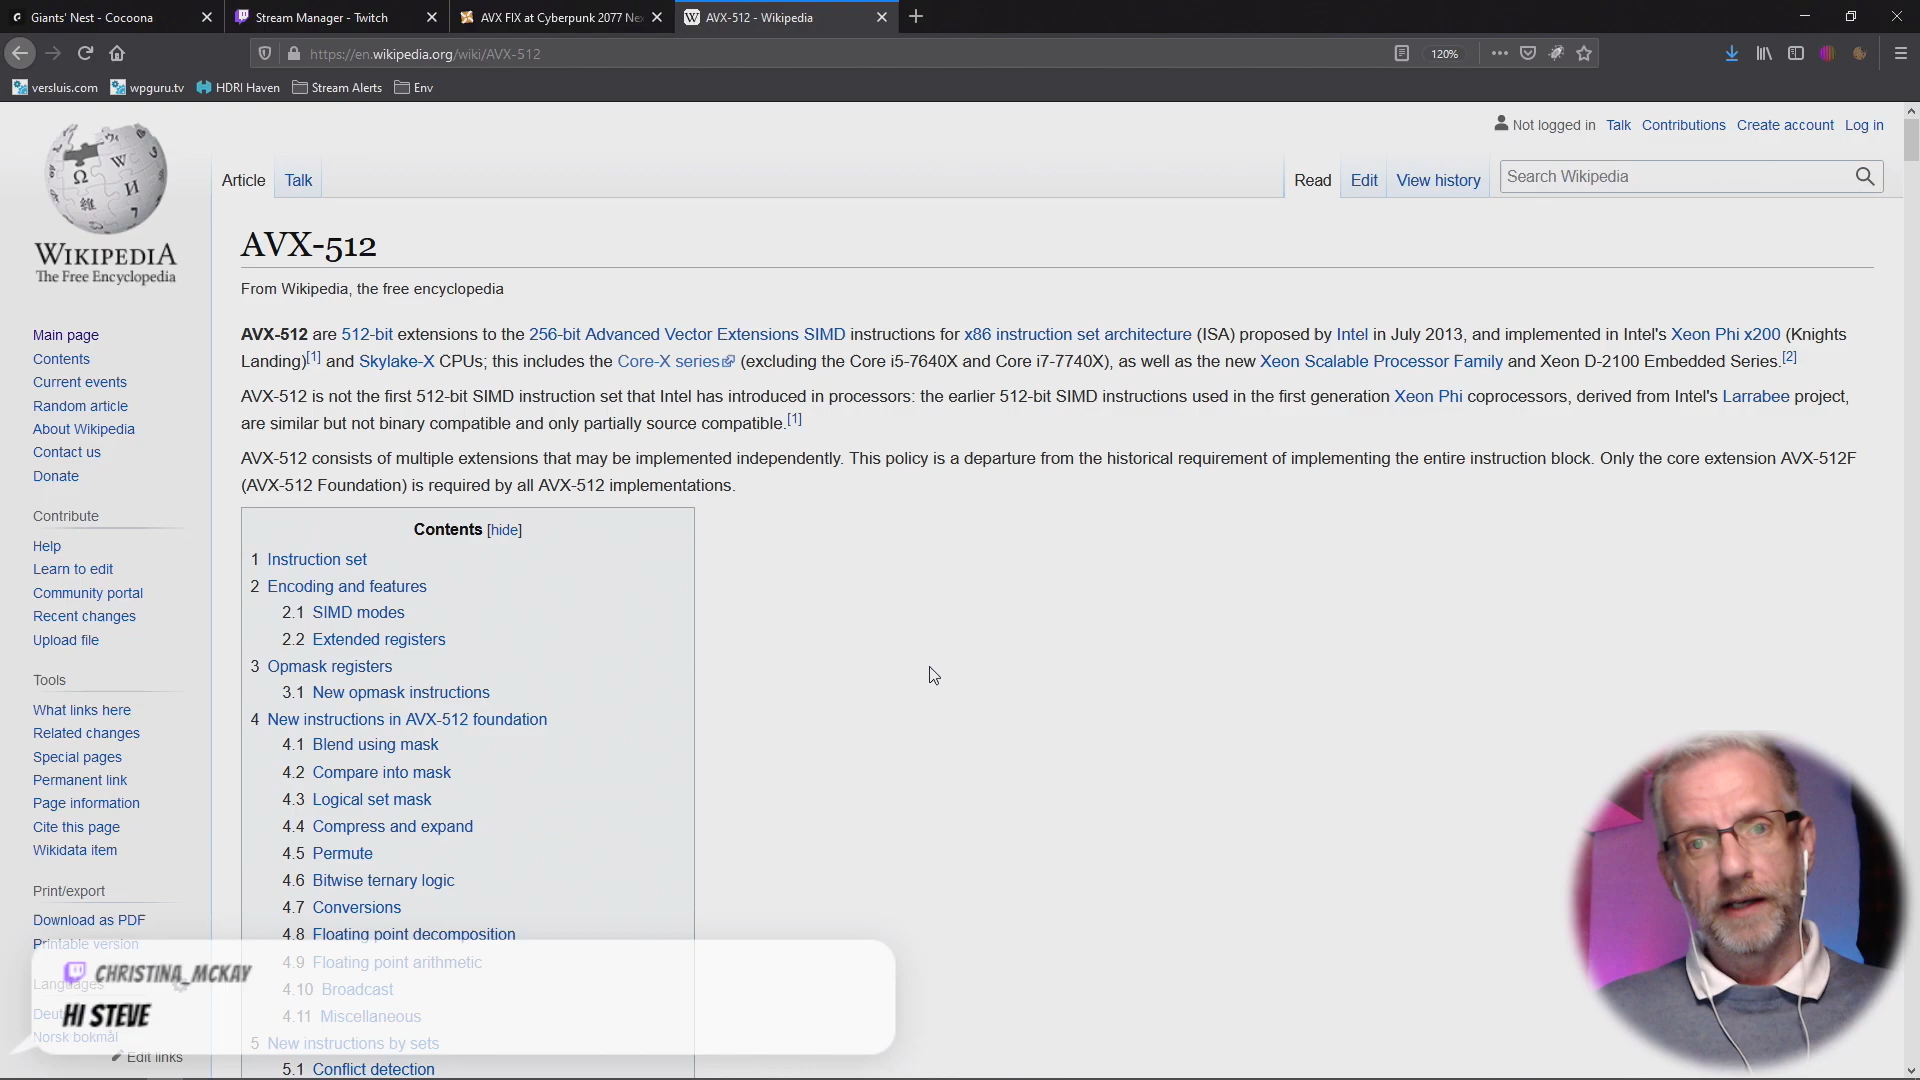 Giants' Nest - Cocoona
Stream Manager - Twitch
AVX FIX at Cyberpunk 2077 Nex
AVX-512 - Wikipedia
https://en.wikipedia.org/wiki/AVX-512
120%
versluis.com
wpguru.tv
HDRI Haven
Stream Alerts
Env
Not logged in Talk Contributions Create account Log in
WIKIPEDIA
The Free Encyclopedia
Article Talk
Read Edit View history
Search Wikipedia
AVX-512
From Wikipedia, the free encyclopedia
AVX-512 are 512-bit extensions to the 256-bit Advanced Vector Extensions SIMD instructions for x86 instruction set architecture (ISA) proposed by Intel in July 2013, and implemented in Intel's Xeon Phi x200 (Knights
Landing)[1] and Skylake-X CPUs; this includes the Core-X series (excluding the Core i5-7640X and Core i7-7740X), as well as the new Xeon Scalable Processor Family and Xeon D-2100 Embedded Series.[2]
AVX-512 is not the first 512-bit SIMD instruction set that Intel has introduced in processors: the earlier 512-bit SIMD instructions used in the first generation Xeon Phi coprocessors, derived from Intel's Larrabee project,
are similar but not binary compatible and only partially source compatible.[1]
AVX-512 consists of multiple extensions that may be implemented independently. This policy is a departure from the historical requirement of implementing the entire instruction block. Only the core extension AVX-512F
(AVX-512 Foundation) is required by all AVX-512 implementations.
Main page
Contents
Current events
Random article
About Wikipedia
Contact us
Donate
Contribute
Help
Learn to edit
Community portal
Recent changes
Upload file
Tools
What links here
Related changes
Special pages
Permanent link
Page information
Cite this page
Wikidata item
Print/export
Download as PDF
Printable version
Languages
Norsk bokmål
Edit links
Contents [hide]
1 Instruction set
2 Encoding and features
2.1 SIMD modes
2.2 Extended registers
3 Opmask registers
3.1 New opmask instructions
4 New instructions in AVX-512 foundation
4.1 Blend using mask
4.2 Compare into mask
4.3 Logical set mask
4.4 Compress and expand
4.5 Permute
4.6 Bitwise ternary logic
4.7 Conversions
4.8 Floating point decomposition
4.9 Floating point arithmetic
4.10 Broadcast
4.11 Miscellaneous
5 New instructions by sets
5.1 Conflict detection
CHRISTINA_MCKAY
HI STEVE